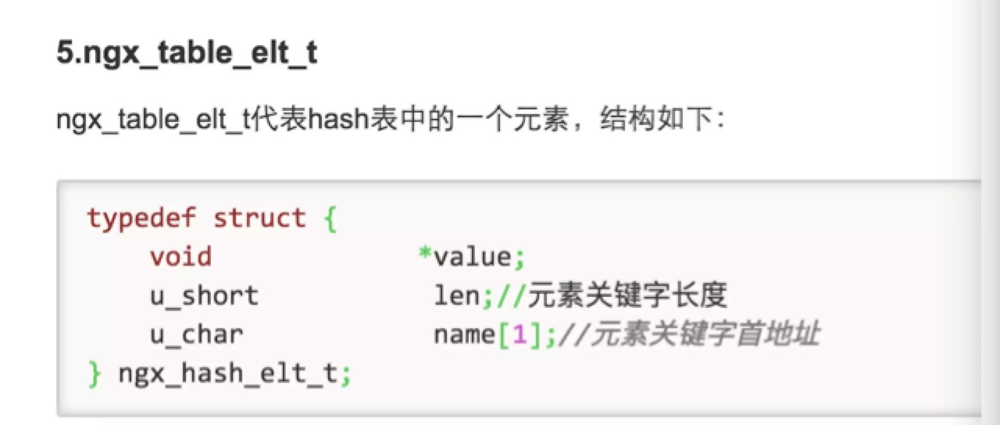 5.ngx_table_elt_t
ngx_table_elt_t代表hash表中的一个元素，结构如下：
typedef struct {
    void             *value;
    u_short           len;//元素关键字长度
    u_char            name[1];//元素关键字首地址
} ngx_hash_elt_t;